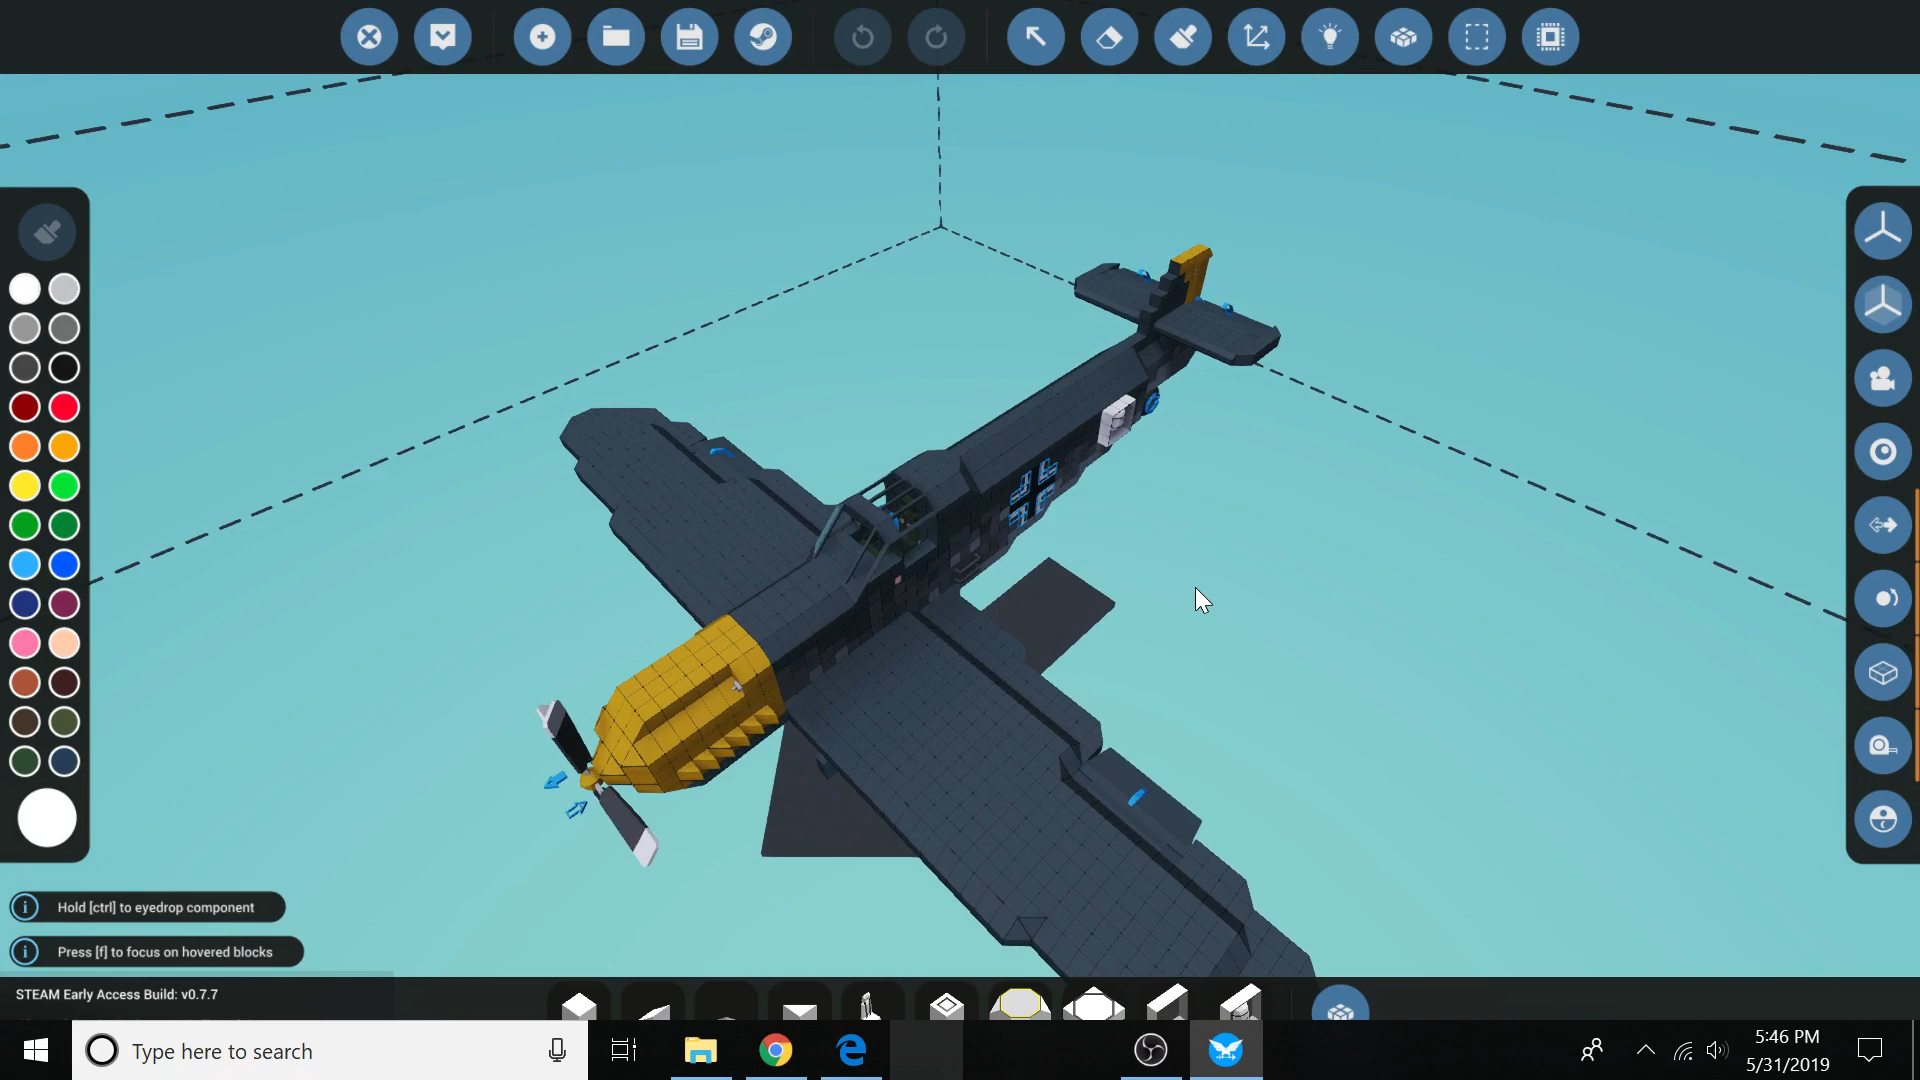 Hold [ctrl] to eyedrop component
Press [f] to focus on hovered blocks
STEAM Early Access Build: v0.7.7
Type here to search
5:46 PM
5/31/2019